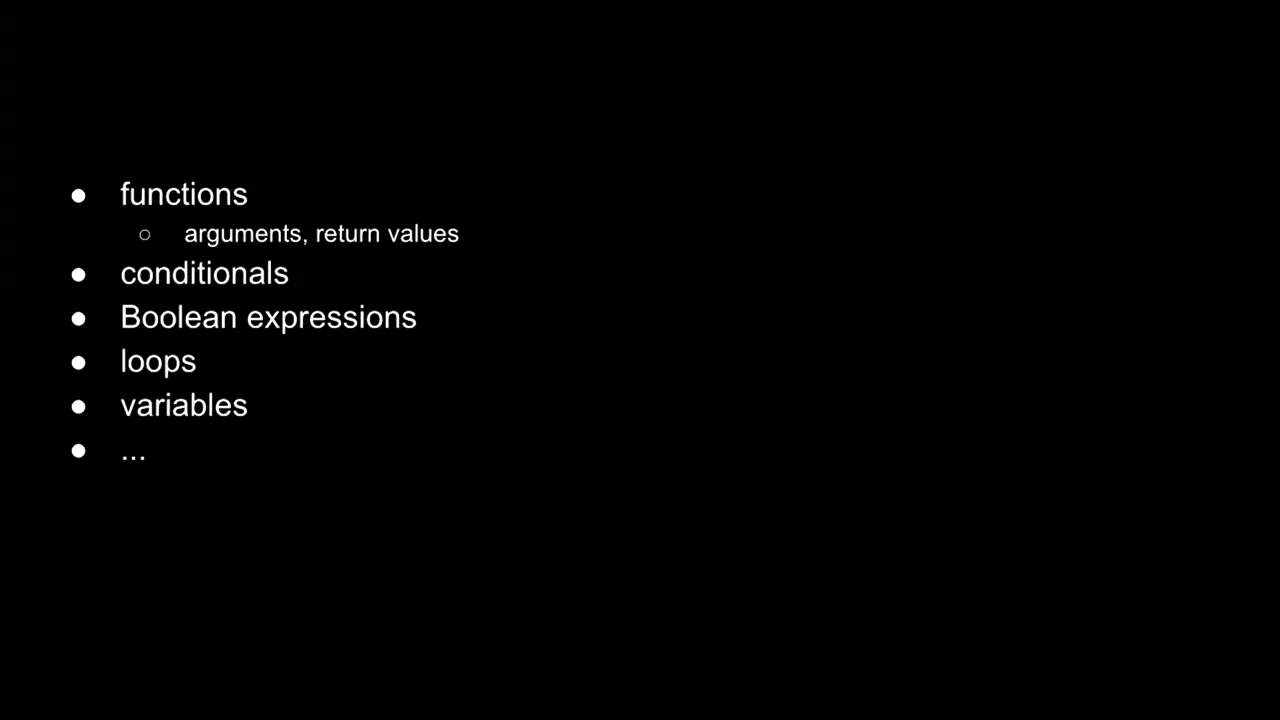 ● functions
○ arguments, return values
● conditionals
● Boolean expressions
● loops
● variables
● ...